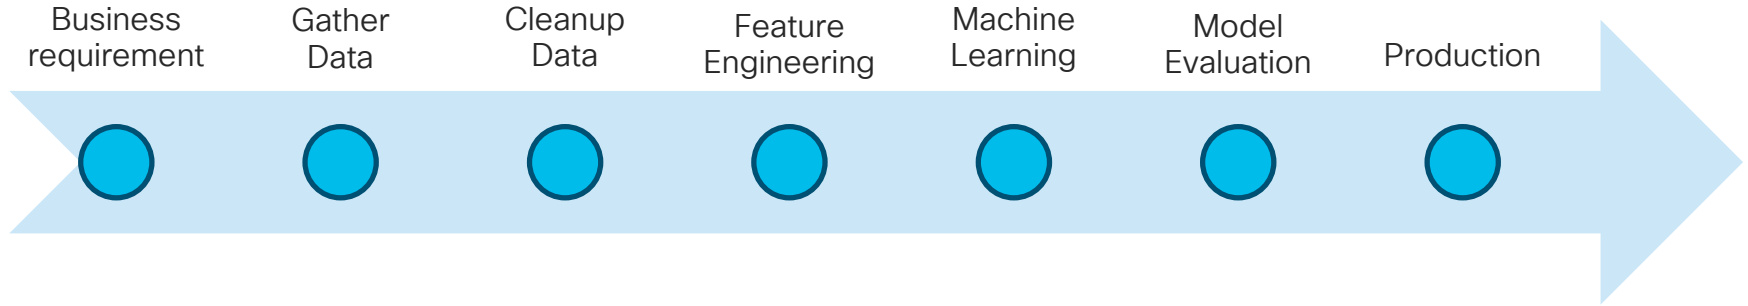 Business
requirement
Gather
Data
Cleanup
Data
Feature
Engineering
Machine
Learning
Model
Evaluation
Production